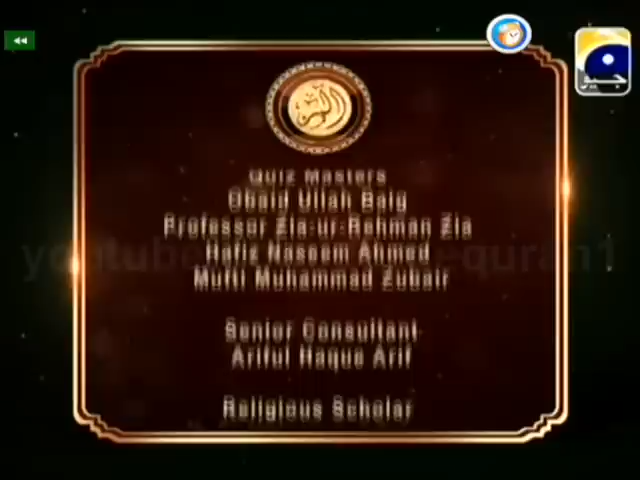 جیو
Quiz Masters
Obaid Ullah Baig
Professor Zia-ur-Rehman Zia
Hafiz Naseem Ahmed
Mufti Muhammad Zubair
Senior Consultant
Ariful Haque Arif
Religious Scholar